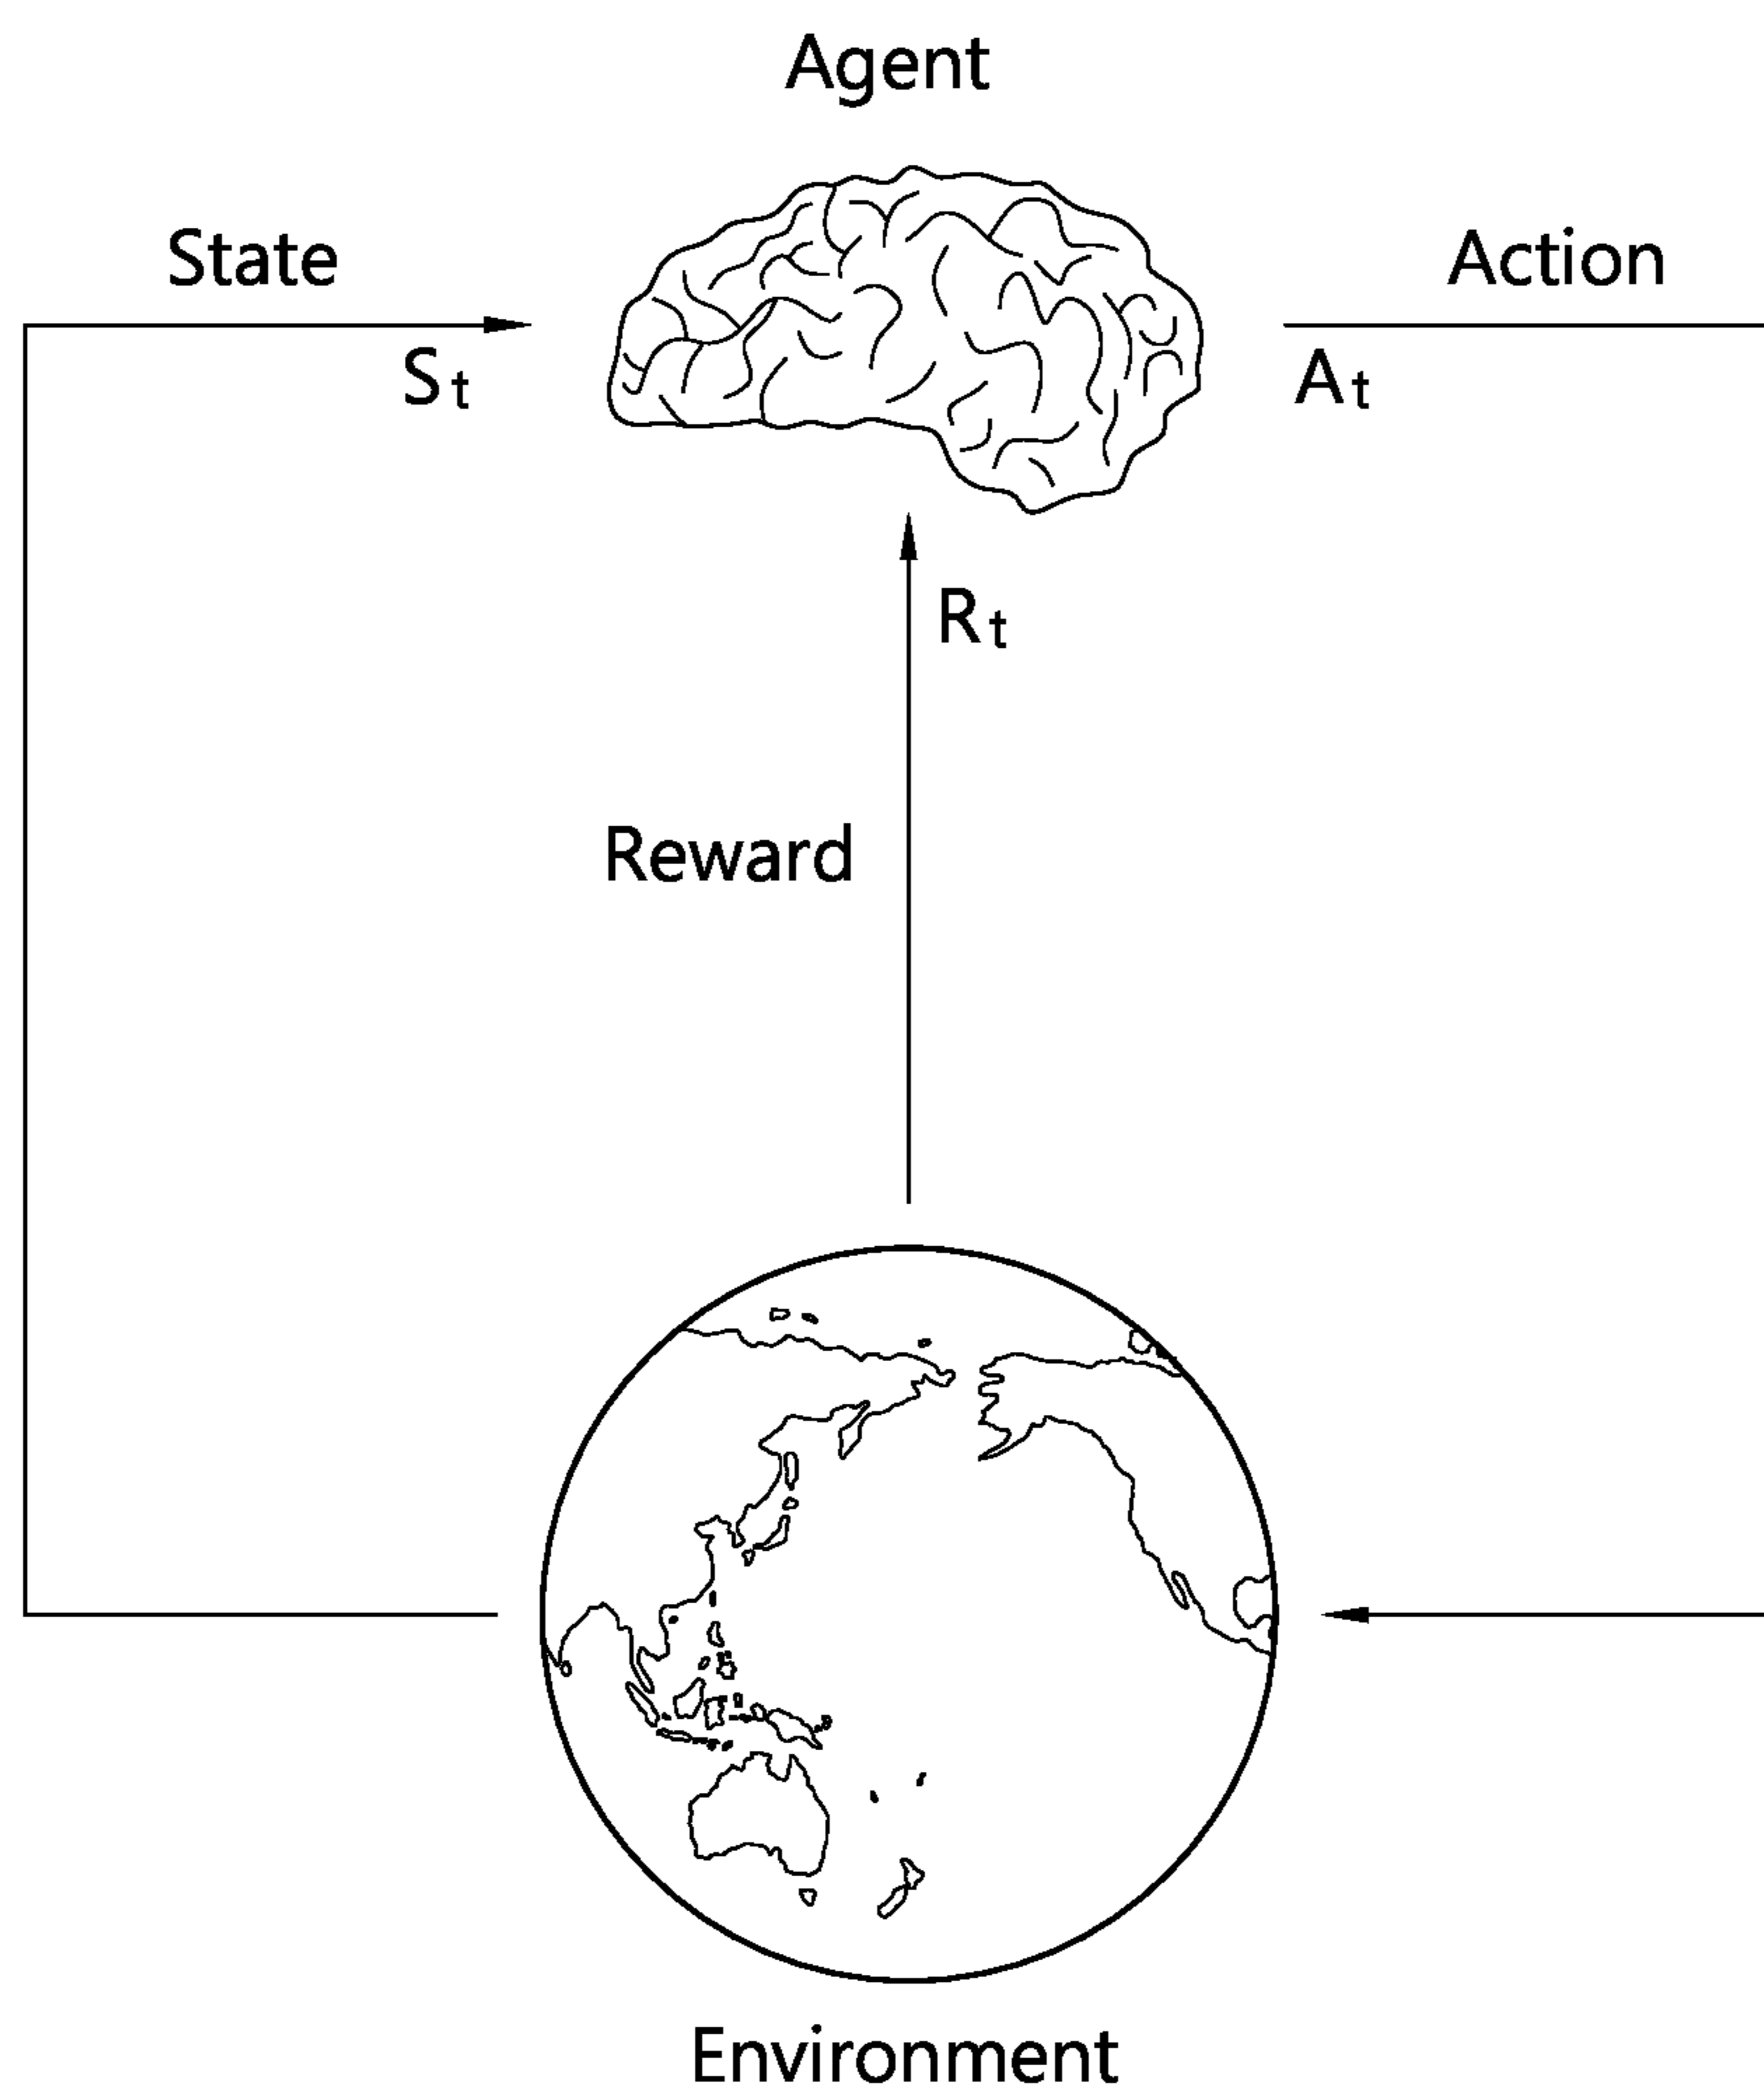 Agent
State
Action
St
At
Rt
Reward
Environment